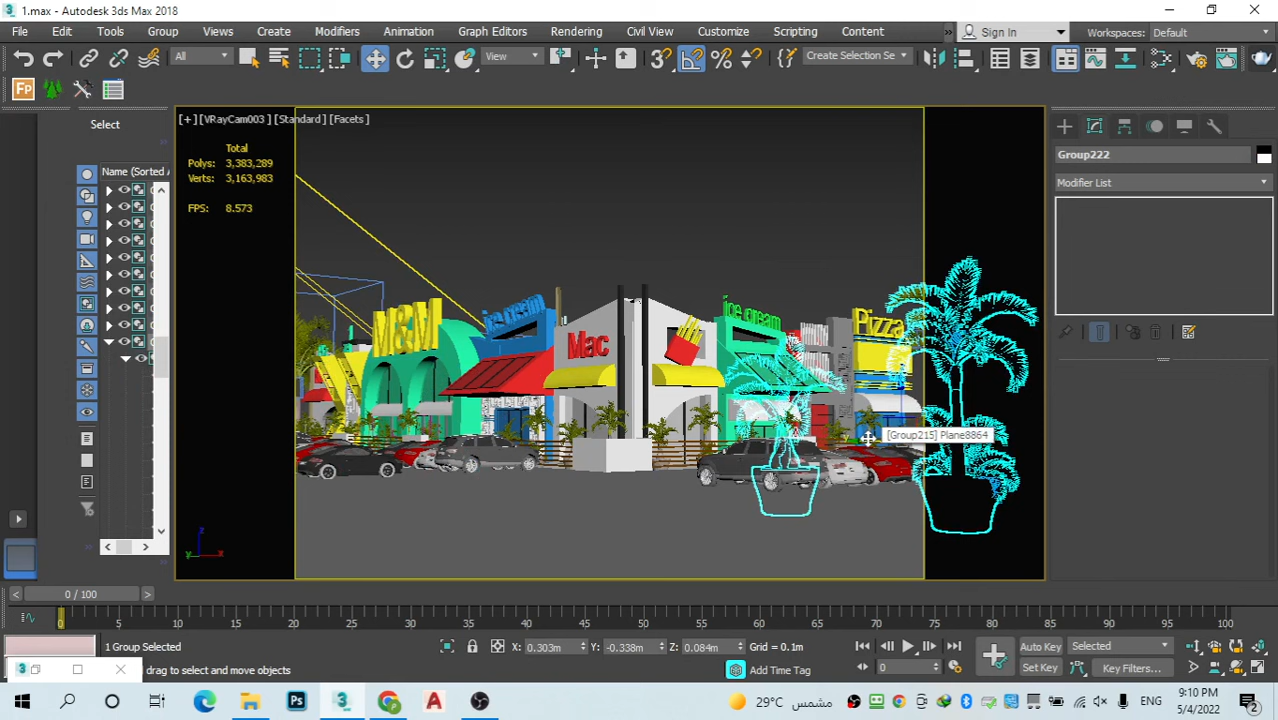 1.max - Autodesk 3ds Max 2018
File Edit Tools Group Views Create Modifiers Animation Graph Editors Rendering Civil View Customize Scripting Content Sign In Workspaces: Default
All View Create Selection Se
Fp
Select
[+] [VRayCam003 ] [Standard ] [Facets ]
Group222
Modifier List
Name (Sorted A
Total
Polys: 3,383,289
Verts: 3,163,983
FPS: 8.573
M&M
ice cream
Mac
ice cream
Pizza
[Group215] Plane8864
z
y x
0 / 100
0 5 10 15 20 25 30 35 40 45 50 55 60 65 70 75 80 85 90 95 100
1 Group Selected
X: 0.303m Y: -0.338m Z: 0.084m Grid = 0.1m
Auto Key Selected
drag to select and move objects
Add Time Tag
0
Set Key Key Filters...
29°C مشمس
ENG
9:10 PM
5/4/2022
2